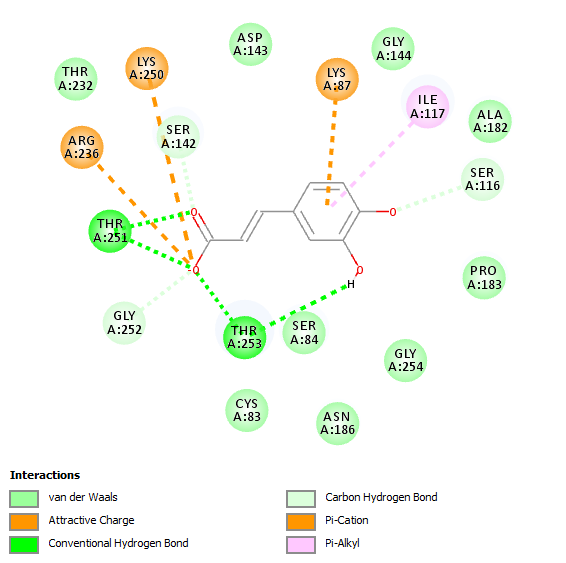 ASP
A:143
GLY
A:144
LYS
A:250
THR
A:232
LYS
A:87
ILE
A:117
ALA
A:182
SER
A:142
ARG
A:236
SER
A:116
O
O
THR
A:251
-O
O
H
PRO
A:183
GLY
A:252
THR
A:253
SER
A:84
GLY
A:254
CYS
A:83
ASN
A:186
Interactions
van der Waals
Attractive Charge
Conventional Hydrogen Bond
Carbon Hydrogen Bond
Pi-Cation
Pi-Alkyl